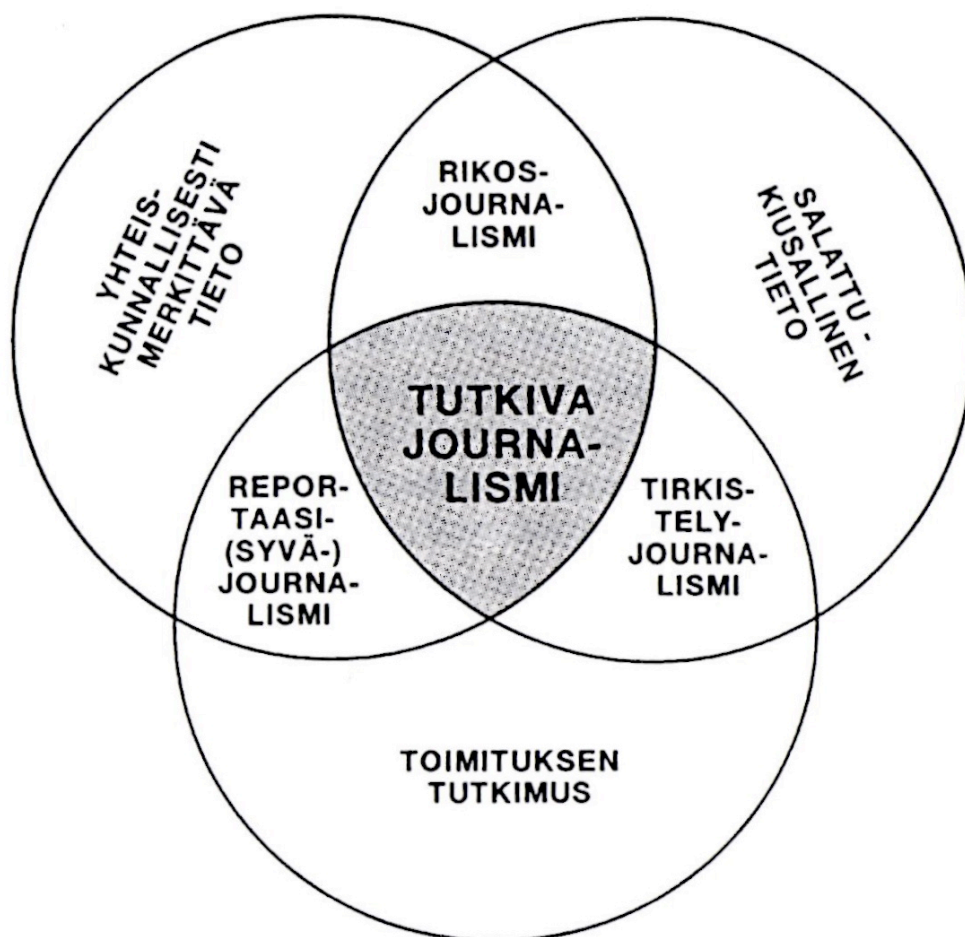 YHTEIS-
KUNNALLISESTI
MERKITTÄVÄ
TIETO
RIKOS-
JOURNA-
LISMI
SALATTU -
KIUSALLINEN
TIETO
TUTKIVA
JOURNA-
LISMI
REPOR-
TAASI-
(SYVÄ-)
JOURNA-
LISMI
TIRKIS-
TELY-
JOURNA-
LISMI
TOIMITUKSEN
TUTKIMUS